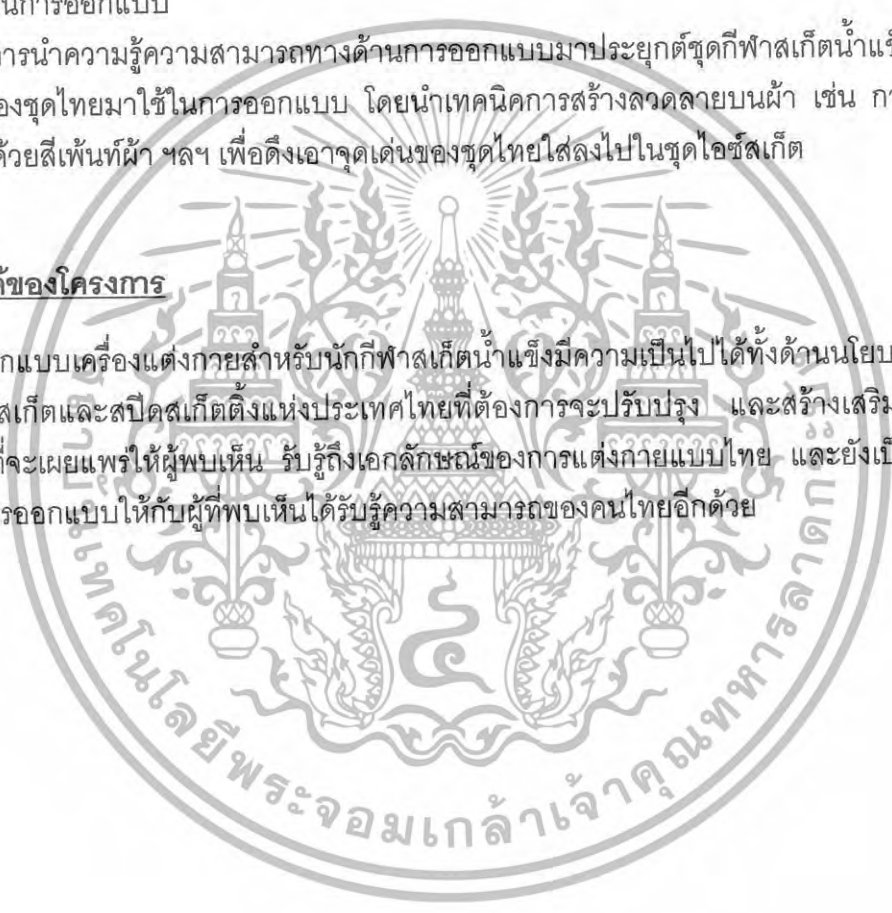 นการออกแบบ
การนำความรู้ความสามารถทางด้านการออกแบบมาประยุกต์ชุดกีฬาสเก็ตน้ำแข็
องชุดไทยมาใช้ในการออกแบบ โดยนำเทคนิคการสร้างลวดลายบนผ้า เช่น กา
ด้วยสีเพ้นท์ผ้า ฯลฯ เพื่อดึงเอาจุดเด่นของชุดไทยใส่ลงไปในชุดไอซ์สเก็ต
ด้ของโครงการ
กแบบเครื่องแต่งกายสำหรับนักกีฬาสเก็ตน้ำแข็งมีความเป็นไปได้ทั้งด้านนโยบ
สเก็ตและสปีดสเก็ตติ้งแห่งประเทศไทยที่ต้องการจะปรับปรุง และสร้างเสริม
ที่จะเผยแพร่ให้ผู้พบเห็น รับรู้ถึงเอกลักษณ์ของการแต่งกายแบบไทย และยังเป็
รออกแบบให้กับผู้ที่พบเห็นได้รับรู้ความสามารถของคนไทยอีกด้วย
เทคโนโลยีพระจอมเกล้าเจ้าคุณทหารลาดก